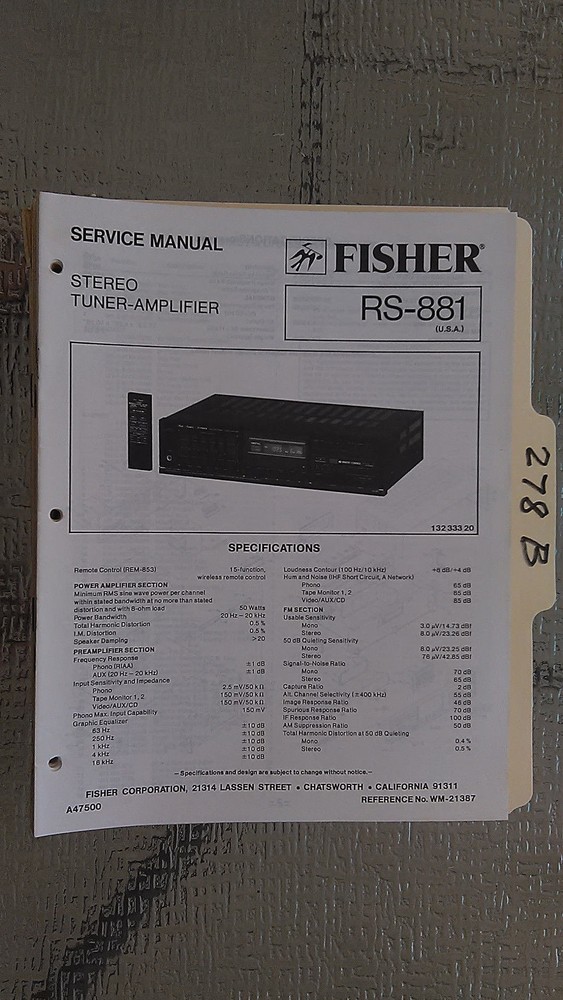 SERVICE MANUAL
FISHER®
STEREO
TUNER-AMPLIFIER
RS-881
(U.S.A.)
132 333 20
SPECIFICATIONS
Remote Control (REM-853) 15-function,
wireless remote control
POWER AMPLIFIER SECTION
Minimum RMS sine wave power per channel
within stated bandwidth at no more than stated
distortion and with 8-ohm load 50 Watts
Power Bandwidth 20 Hz – 20 kHz
Total Harmonic Distortion 0.5 %
I.M. Distortion 0.5 %
Speaker Damping >20
PREAMPLIFIER SECTION
Frequency Response
Phono (RIAA) ±1 dB
AUX (20 Hz – 20 kHz) ±1 dB
Input Sensitivity and Impedance
Phono 2.5 mV/50 kΩ
Tape Monitor 1, 2 150 mV/50 kΩ
Video/AUX/CD 150 mV/50 kΩ
Phono Max. Input Capability 150 mV
Graphic Equalizer
63 Hz ±10 dB
250 Hz ±10 dB
1 kHz ±10 dB
4 kHz ±10 dB
16 kHz ±10 dB
Loudness Contour (100 Hz/10 kHz) +8 dB/+4 dB
Hum and Noise (IHF Short Circuit, A Network)
Phono 65 dB
Tape Monitor 1, 2 85 dB
Video/AUX/CD 85 dB
FM SECTION
Usable Sensitivity
Mono 3.0 µV/14.73 dBf
Stereo 8.0 µV/23.26 dBf
50 dB Quieting Sensitivity
Mono 8.0 µV/23.25 dBf
Stereo 76 µV/42.85 dBf
Signal-to-Noise Ratio
Mono 70 dB
Stereo 65 dB
Capture Ratio 2 dB
Alt. Channel Selectivity (±400 kHz) 55 dB
Image Response Ratio 48 dB
Spurious Response Ratio 70 dB
IF Response Ratio 100 dB
AM Suppression Ratio 50 dB
Total Harmonic Distortion at 50 dB Quieting
Mono 0.4 %
Stereo 0.5 %
– Specifications and design are subject to change without notice. –
FISHER CORPORATION, 21314 LASSEN STREET • CHATSWORTH • CALIFORNIA 91311
A47500
REFERENCE No. WM-21387
278 B